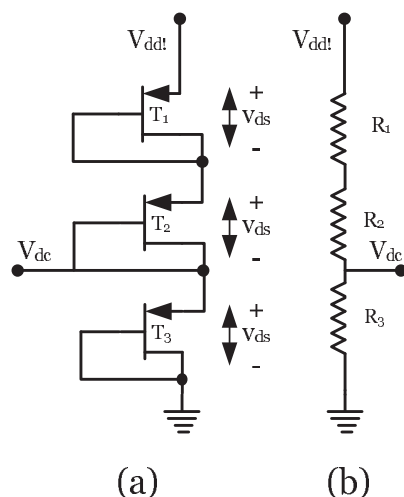 Vdd!
Vdd!
T1
+
vds
-
R1
T2
+
vds
-
R2
Vdc
Vdc
T3
+
vds
-
R3
(a)
(b)